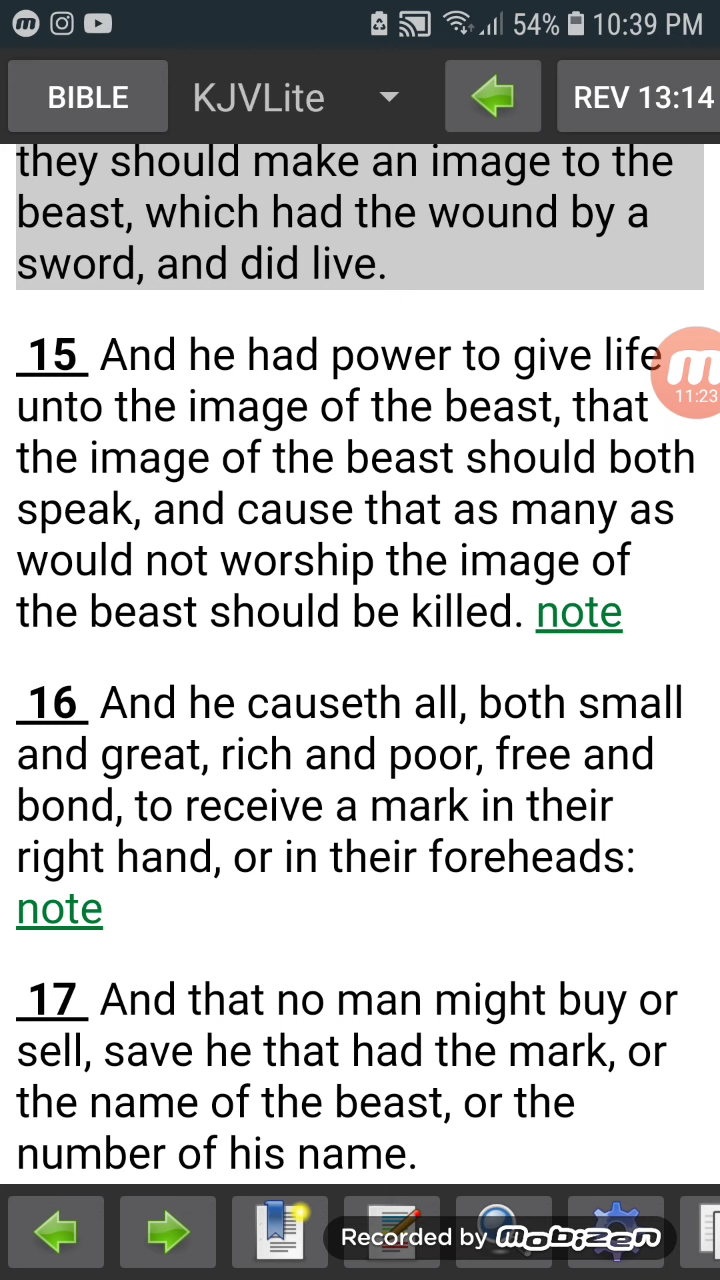 54% 10:39 PM
BIBLE KJVLite REV 13:14
they should make an image to the
beast, which had the wound by a
sword, and did live.
15 And he had power to give life
unto the image of the beast, that
the image of the beast should both
speak, and cause that as many as
would not worship the image of
the beast should be killed. note
16 And he causeth all, both small
and great, rich and poor, free and
bond, to receive a mark in their
right hand, or in their foreheads:
note
17 And that no man might buy or
sell, save he that had the mark, or
the name of the beast, or the
number of his name.
m
11:23
Recorded by Mobizen